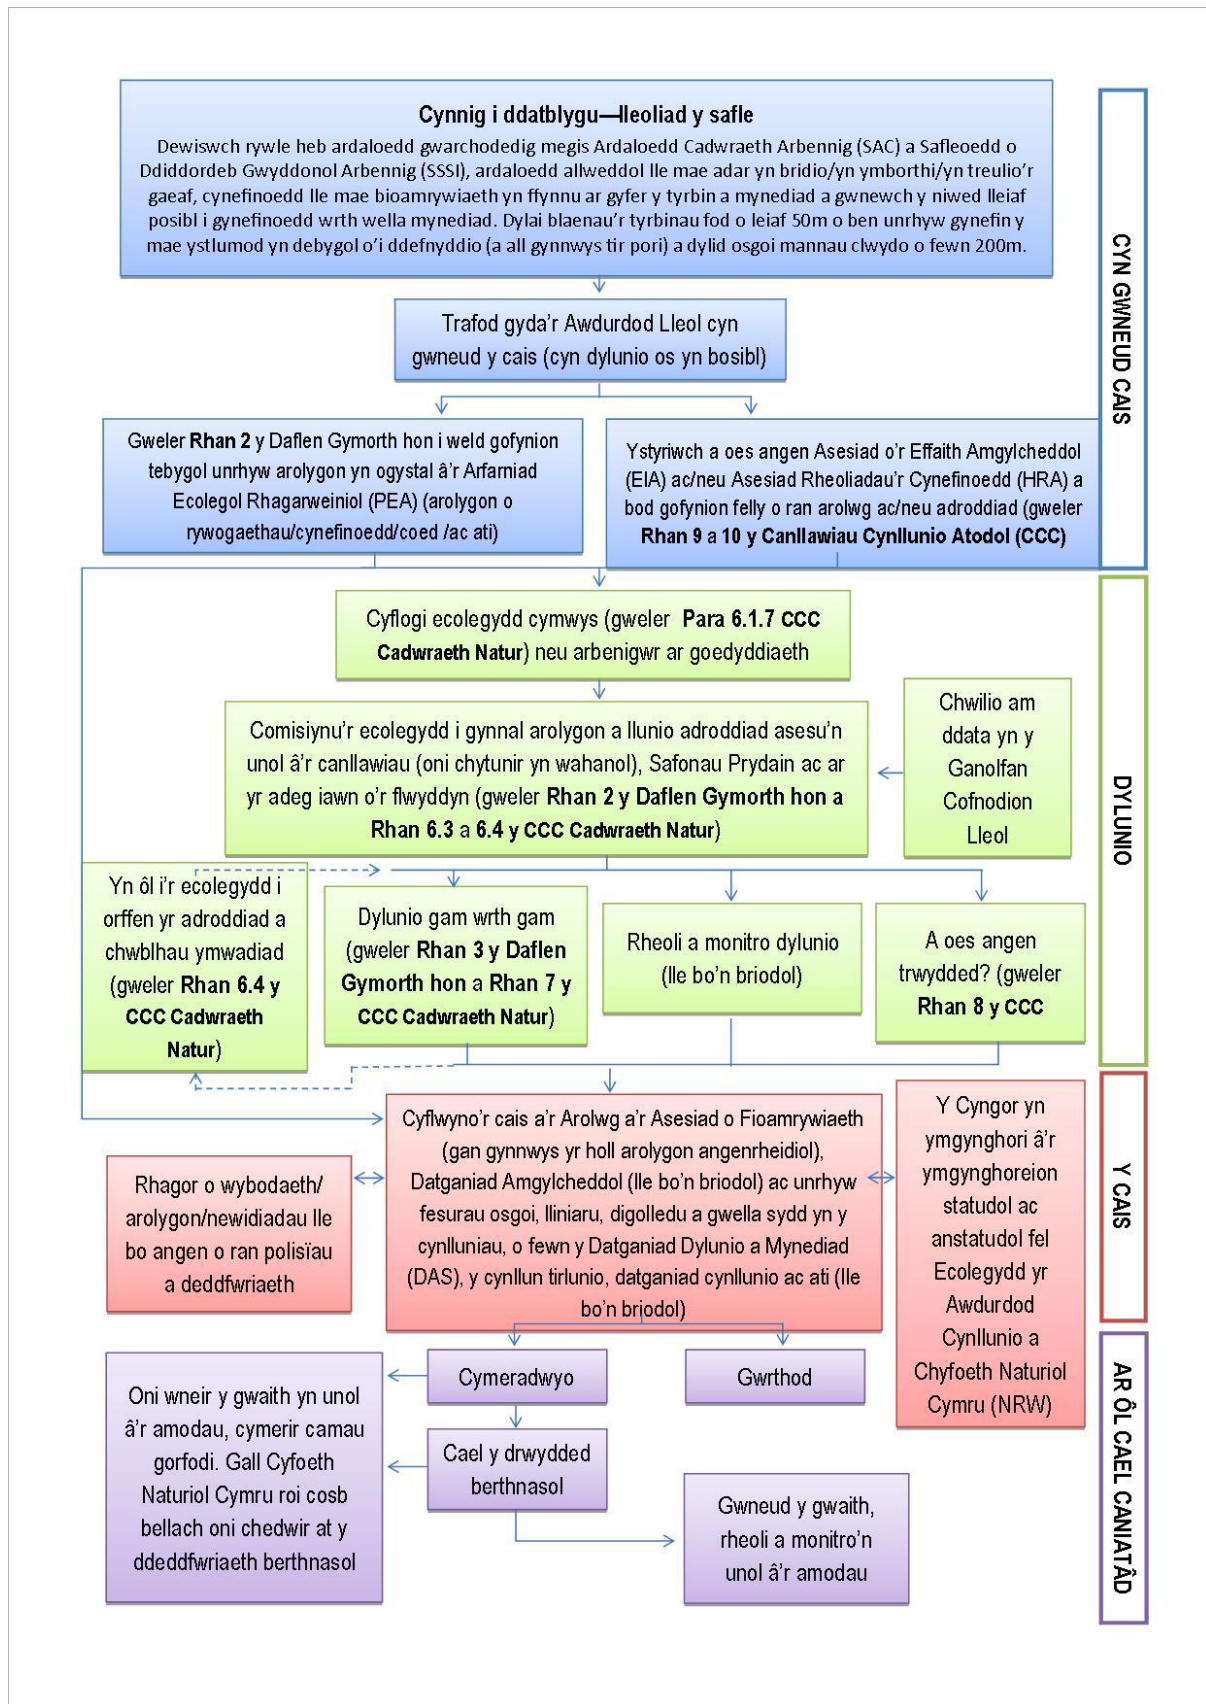 Cynnig i ddatblygu—lleoliad y safle
Dewiswch rywle heb ardaloedd gwarchodedig megis Ardaloedd Cadwraeth Arbennig (SAC) a Safleoedd o
Ddiddordeb Gwyddonol Arbennig (SSSI), ardaloedd allweddol lle mae adar yn bridio/yn ymborthi/yn treulio'r
gaeaf, cynefinoedd lle mae bioamrywiaeth yn ffynnu ar gyfer y tyrbin a mynediad a gwnewch y niwed lleiaf
posibl i gynefinoedd wrth wella mynediad. Dylai blaenau'r tyrbinau fod o leiaf 50m o ben unrhyw gynefin y
mae ystlumod yn debygol o'i ddefnyddio (a all gynnwys tir pori) a dylid osgoi mannau clwydo o fewn 200m.
CYN GWNEUD CAIS
Trafod gyda'r Awdurdod Lleol cyn
gwneud y cais (cyn dylunio os yn bosibl)
Gweler Rhan 2 y Daflen Gymorth hon i weld gofynion
tebygol unrhyw arolygon yn ogystal â'r Arfarniad
Ecolegol Rhagarweiniol (PEA) (arolygon o
rywogaethau/cynefinoedd/coed /ac ati)
Ystyriwch a oes angen Asesiad o'r Effaith Amgylcheddol
(EIA) ac/neu Asesiad Rheoliadau'r Cynefinoedd (HRA) a
bod gofynion felly o ran arolwg ac/neu adroddiad (gweler
Rhan 9 a 10 y Canllawiau Cynllunio Atodol (CCC)
Cyflogi ecolegydd cymwys (gweler Para 6.1.7 CCC
Cadwraeth Natur) neu arbenigwr ar goedyddiaeth
DYLUNIO
Comisiynu'r ecolegydd i gynnal arolygon a llunio adroddiad asesu'n
unol â'r canllawiau (oni chytunir yn wahanol), Safonau Prydain ac ar
yr adeg iawn o'r flwyddyn (gweler Rhan 2 y Daflen Gymorth hon a
Rhan 6.3 a 6.4 y CCC Cadwraeth Natur)
Chwilio am
ddata yn y
Ganolfan
Cofnodion
Lleol
Yn ôl i'r ecolegydd i
orffen yr adroddiad a
chwblhau ymwadiad
(gweler Rhan 6.4 y
CCC Cadwraeth
Natur)
Dylunio gam wrth gam
(gweler Rhan 3 y Daflen
Gymorth hon a Rhan 7 y
CCC Cadwraeth Natur)
Rheoli a monitro dylunio
(lle bo'n briodol)
A oes angen
trwydded? (gweler
Rhan 8 y CCC
Y CAIS
Cyflwyno'r cais a'r Arolwg a'r Asesiad o Fioamrywiaeth
(gan gynnwys yr holl arolygon angenrheidiol),
Datganiad Amgylcheddol (lle bo'n briodol) ac unrhyw
fesurau osgoi, lliniaru, digolledu a gwella sydd yn y
cynlluniau, o fewn y Datganiad Dylunio a Mynediad
(DAS), y cynllun tirlunio, datganiad cynllunio ac ati (lle
bo'n briodol)
Rhagor o wybodaeth/
arolygon/newidiadau lle
bo angen o ran polisïau
a deddfwriaeth
Y Cyngor yn
ymgynghori â'r
ymgynghoreion
statudol ac
anstatudol fel
Ecolegydd yr
Awdurdod
Cynllunio a
Chyfoeth Naturiol
Cymru (NRW)
AR ÔL CAEL CANIATÂD
Cymeradwyo
Gwrthod
Oni wneir y gwaith yn unol
â'r amodau, cymerir camau
gorfodi. Gall Cyfoeth
Naturiol Cymru roi cosb
bellach oni chedwir at y
ddeddfwriaeth berthnasol
Cael y drwydded
berthnasol
Gwneud y gwaith,
rheoli a monitro'n
unol â'r amodau